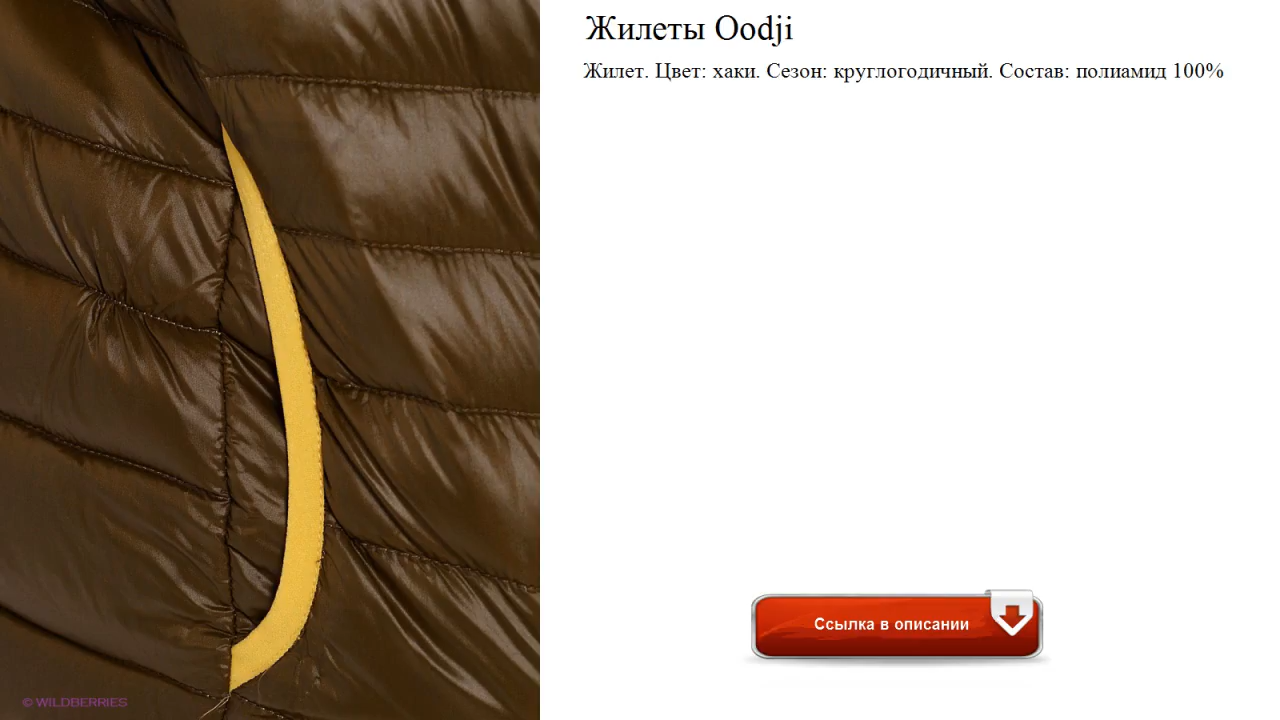 Жилеты Oodji
Жилет. Цвет: хаки. Сезон: круглогодичный. Состав: полиамид 100%
Ссылка в описании
© WILDBERRIES